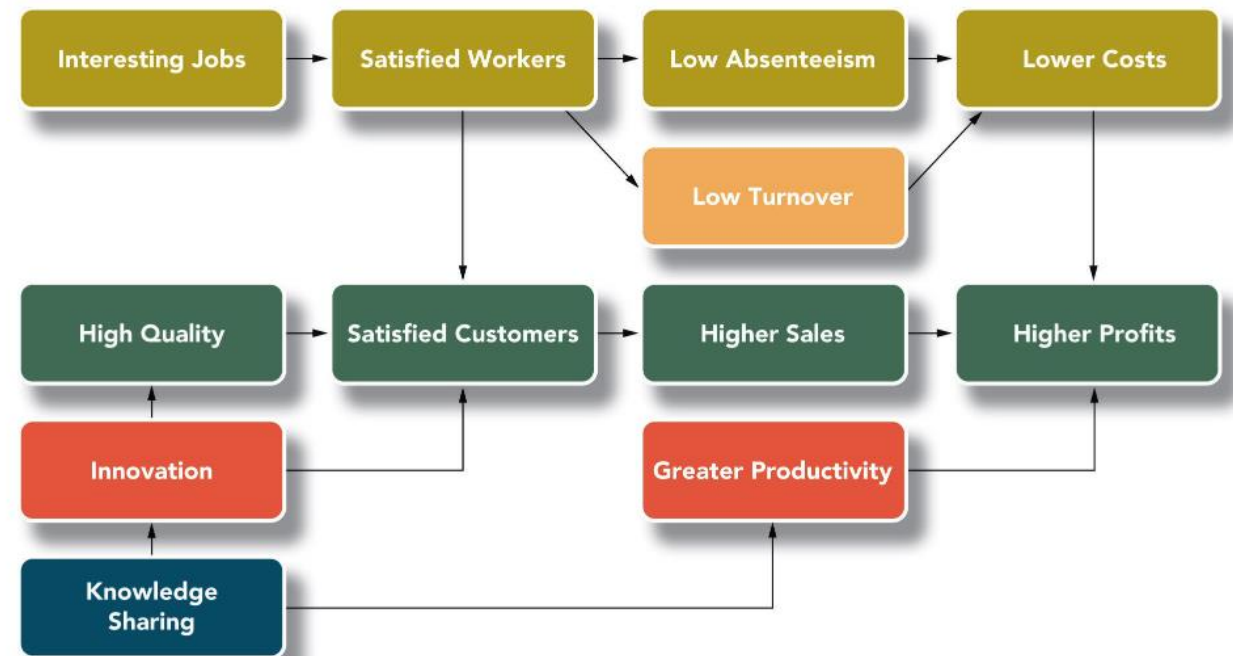 Interesting Jobs
Satisfied Workers
Low Absenteeism
Lower Costs
Low Turnover
High Quality
Satisfied Customers
Higher Sales
Higher Profits
Innovation
Greater Productivity
Knowledge
Sharing